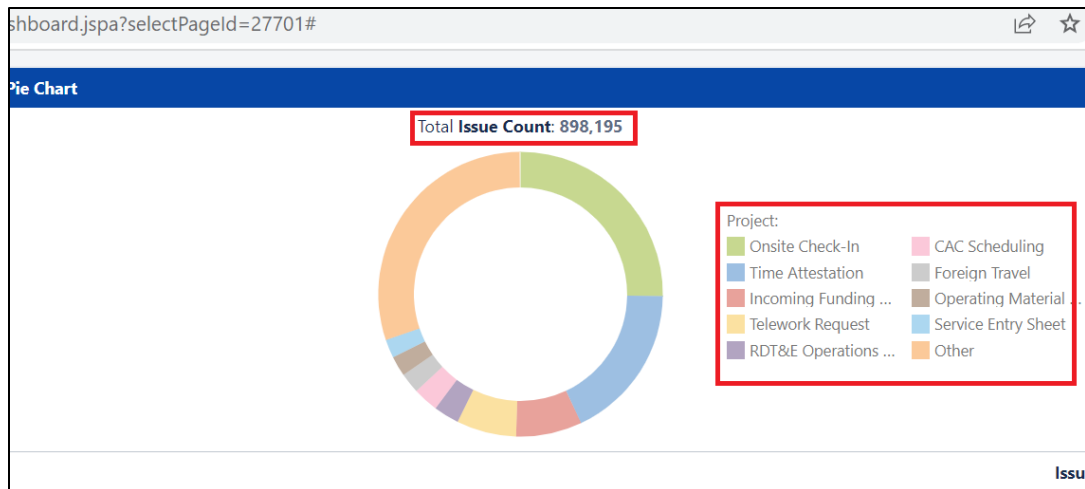 shboard.jspa?selectPageId=27701#
Pie Chart
Total Issue Count: 898,195
Project:
Onsite Check-In CAC Scheduling
Time Attestation Foreign Travel
Incoming Funding ... Operating Material ...
Telework Request Service Entry Sheet
RDT&E Operations ... Other
Issu